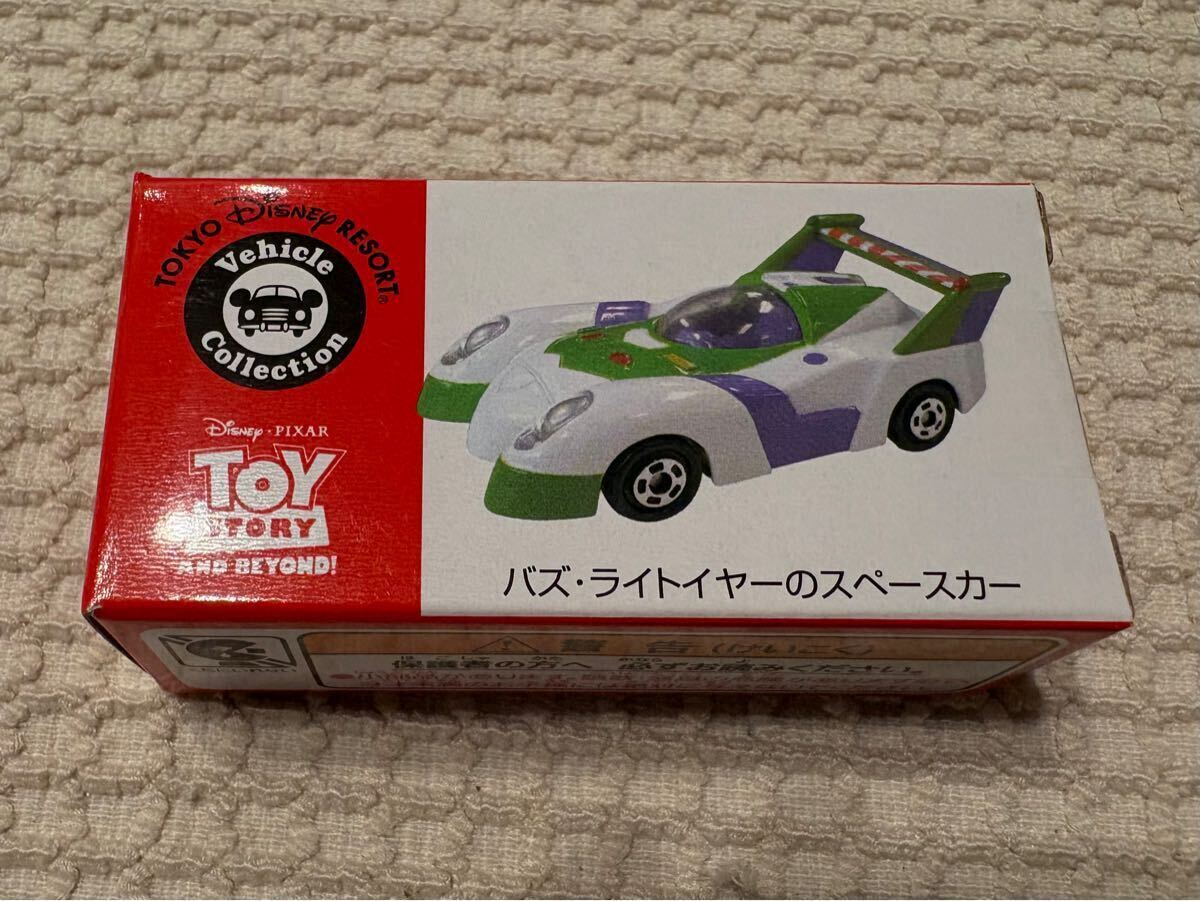 TOKYO Disney RESORT®
Vehicle
Collection
Disney · PIXAR
TOY
STORY
AND BEYOND!
バズ・ライトイヤーのスペースカー
⚠ 警告 (けいこく)
保護者の方へ 必ずお読みください。